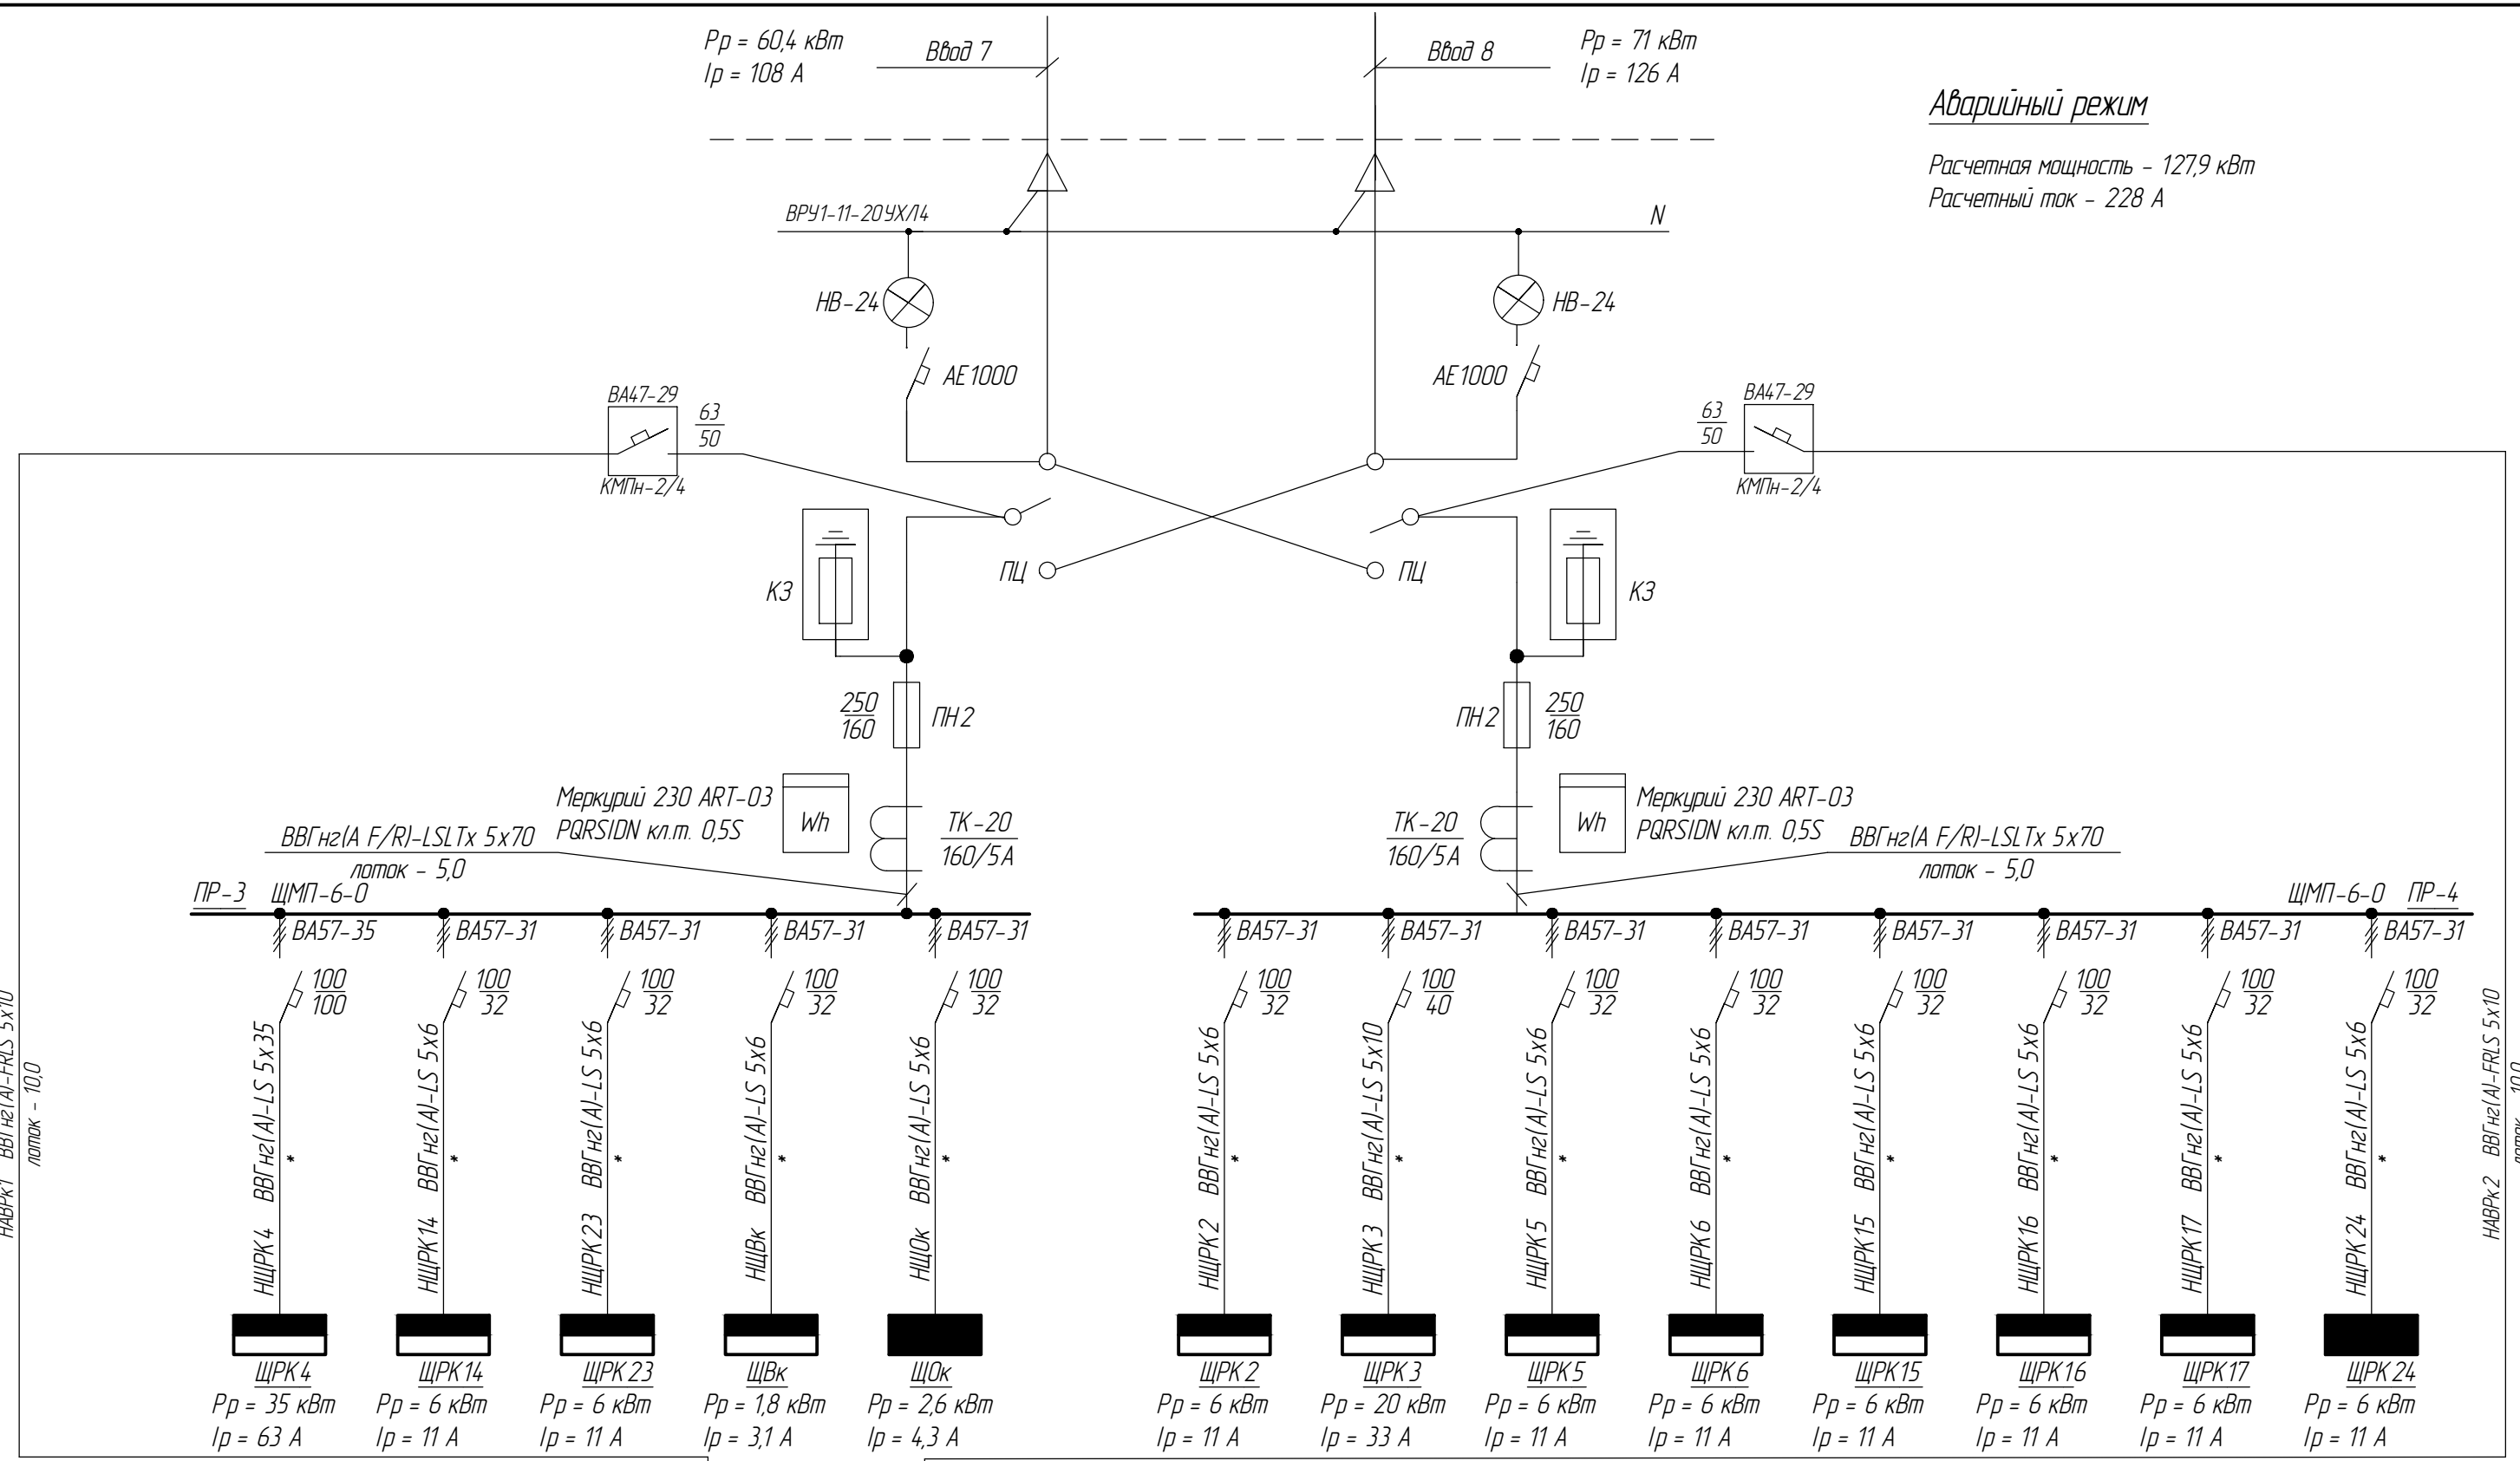 Рр = 60,4 кВт
Iр = 108 А
Ввод 7
Ввод 8
Рр = 71 кВт
Iр = 126 А
Аварийный режим
Расчетная мощность - 127,9 кВт
Расчетный ток - 228 А
ВРУ1-11-20УХЛ4
N
НВ-24
НВ-24
АЕ1000
АЕ1000
ВА47-29
63
50
КМПн-2/4
ВА47-29
63
50
КМПн-2/4
КЗ
ПЦ
ПЦ
КЗ
250
160
ПН2
ПН2
250
160
Меркурий 230 ART-03
PQRSIDN кл.т. 0,5S
Wh
ТК-20
160/5А
ТК-20
160/5А
Wh
Меркурий 230 ART-03
PQRSIDN кл.т. 0,5S
ВВГнг(А F/R)-LSLTx 5х70
лоток - 5,0
ВВГнг(А F/R)-LSLTx 5х70
лоток - 5,0
ПР-3 ЩМП-6-0
ЩМП-6-0 ПР-4
ВА57-35
ВА57-31
ВА57-31
ВА57-31
ВА57-31
ВА57-31
ВА57-31
ВА57-31
ВА57-31
ВА57-31
ВА57-31
ВА57-31
ВА57-31
100
100
100
32
100
32
100
32
100
32
100
32
100
40
100
32
100
32
100
32
100
32
100
32
100
32
НАВРк1 ВВГнг(А)-FRLS 5х10
лоток - 10,0
НЩРК4 ВВГнг(А)-LS 5х35
*
НЩРК14 ВВГнг(А)-LS 5х6
*
НЩРК23 ВВГнг(А)-LS 5х6
*
НЩВк ВВГнг(А)-LS 5х6
*
НЩОк ВВГнг(А)-LS 5х6
*
НЩРК2 ВВГнг(А)-LS 5х6
*
НЩРК3 ВВГнг(А)-LS 5х10
*
НЩРК5 ВВГнг(А)-LS 5х6
*
НЩРК6 ВВГнг(А)-LS 5х6
*
НЩРК15 ВВГнг(А)-LS 5х6
*
НЩРК16 ВВГнг(А)-LS 5х6
*
НЩРК17 ВВГнг(А)-LS 5х6
*
НЩРК24 ВВГнг(А)-LS 5х6
*
НАВРк2 ВВГнг(А)-FRLS 5х10
лоток - 10,0
ЩРК4
Рр = 35 кВт
Iр = 63 А
ЩРК14
Рр = 6 кВт
Iр = 11 А
ЩРК23
Рр = 6 кВт
Iр = 11 А
ЩВк
Рр = 1,8 кВт
Iр = 3,1 А
ЩОк
Рр = 2,6 кВт
Iр = 4,3 А
ЩРК2
Рр = 6 кВт
Iр = 11 А
ЩРК3
Рр = 20 кВт
Iр = 33 А
ЩРК5
Рр = 6 кВт
Iр = 11 А
ЩРК6
Рр = 6 кВт
Iр = 11 А
ЩРК15
Рр = 6 кВт
Iр = 11 А
ЩРК16
Рр = 6 кВт
Iр = 11 А
ЩРК17
Рр = 6 кВт
Iр = 11 А
ЩРК24
Рр = 6 кВт
Iр = 11 А